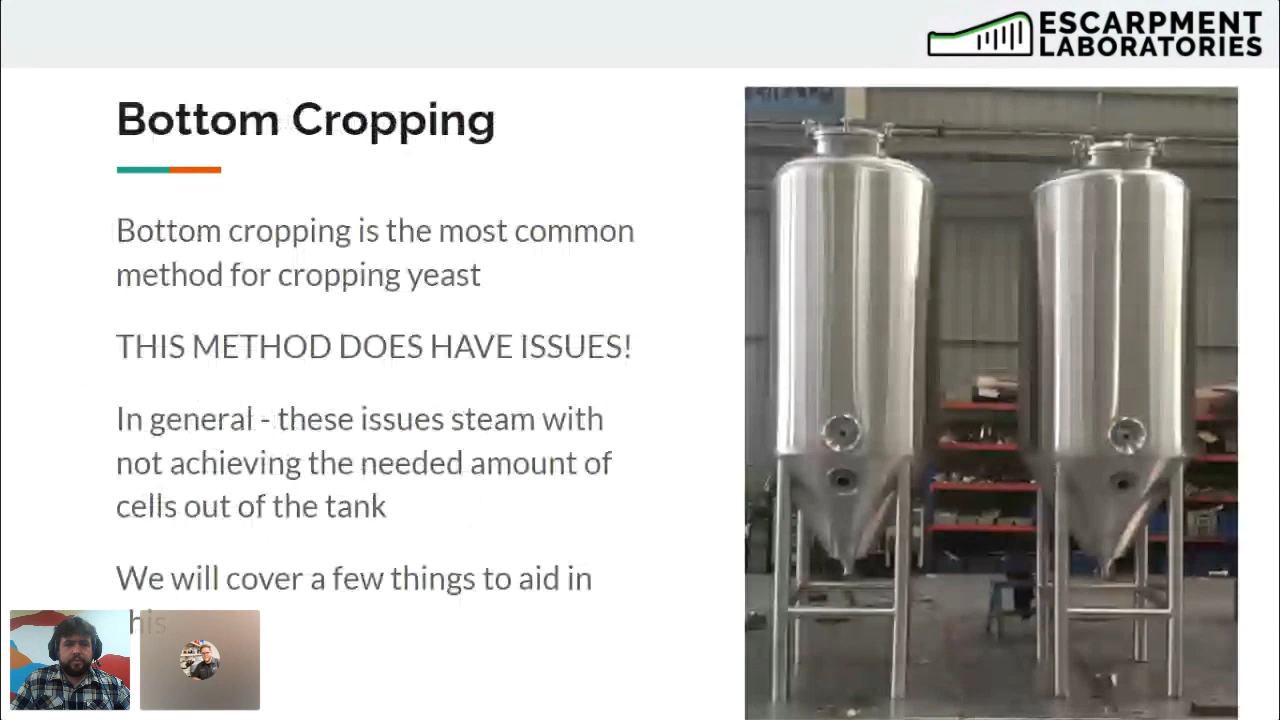 ESCARPMENT
LABORATORIES
Bottom Cropping
Bottom cropping is the most common
method for cropping yeast
THIS METHOD DOES HAVE ISSUES!
In general - these issues steam with
not achieving the needed amount of
cells out of the tank
We will cover a few things to aid in
this